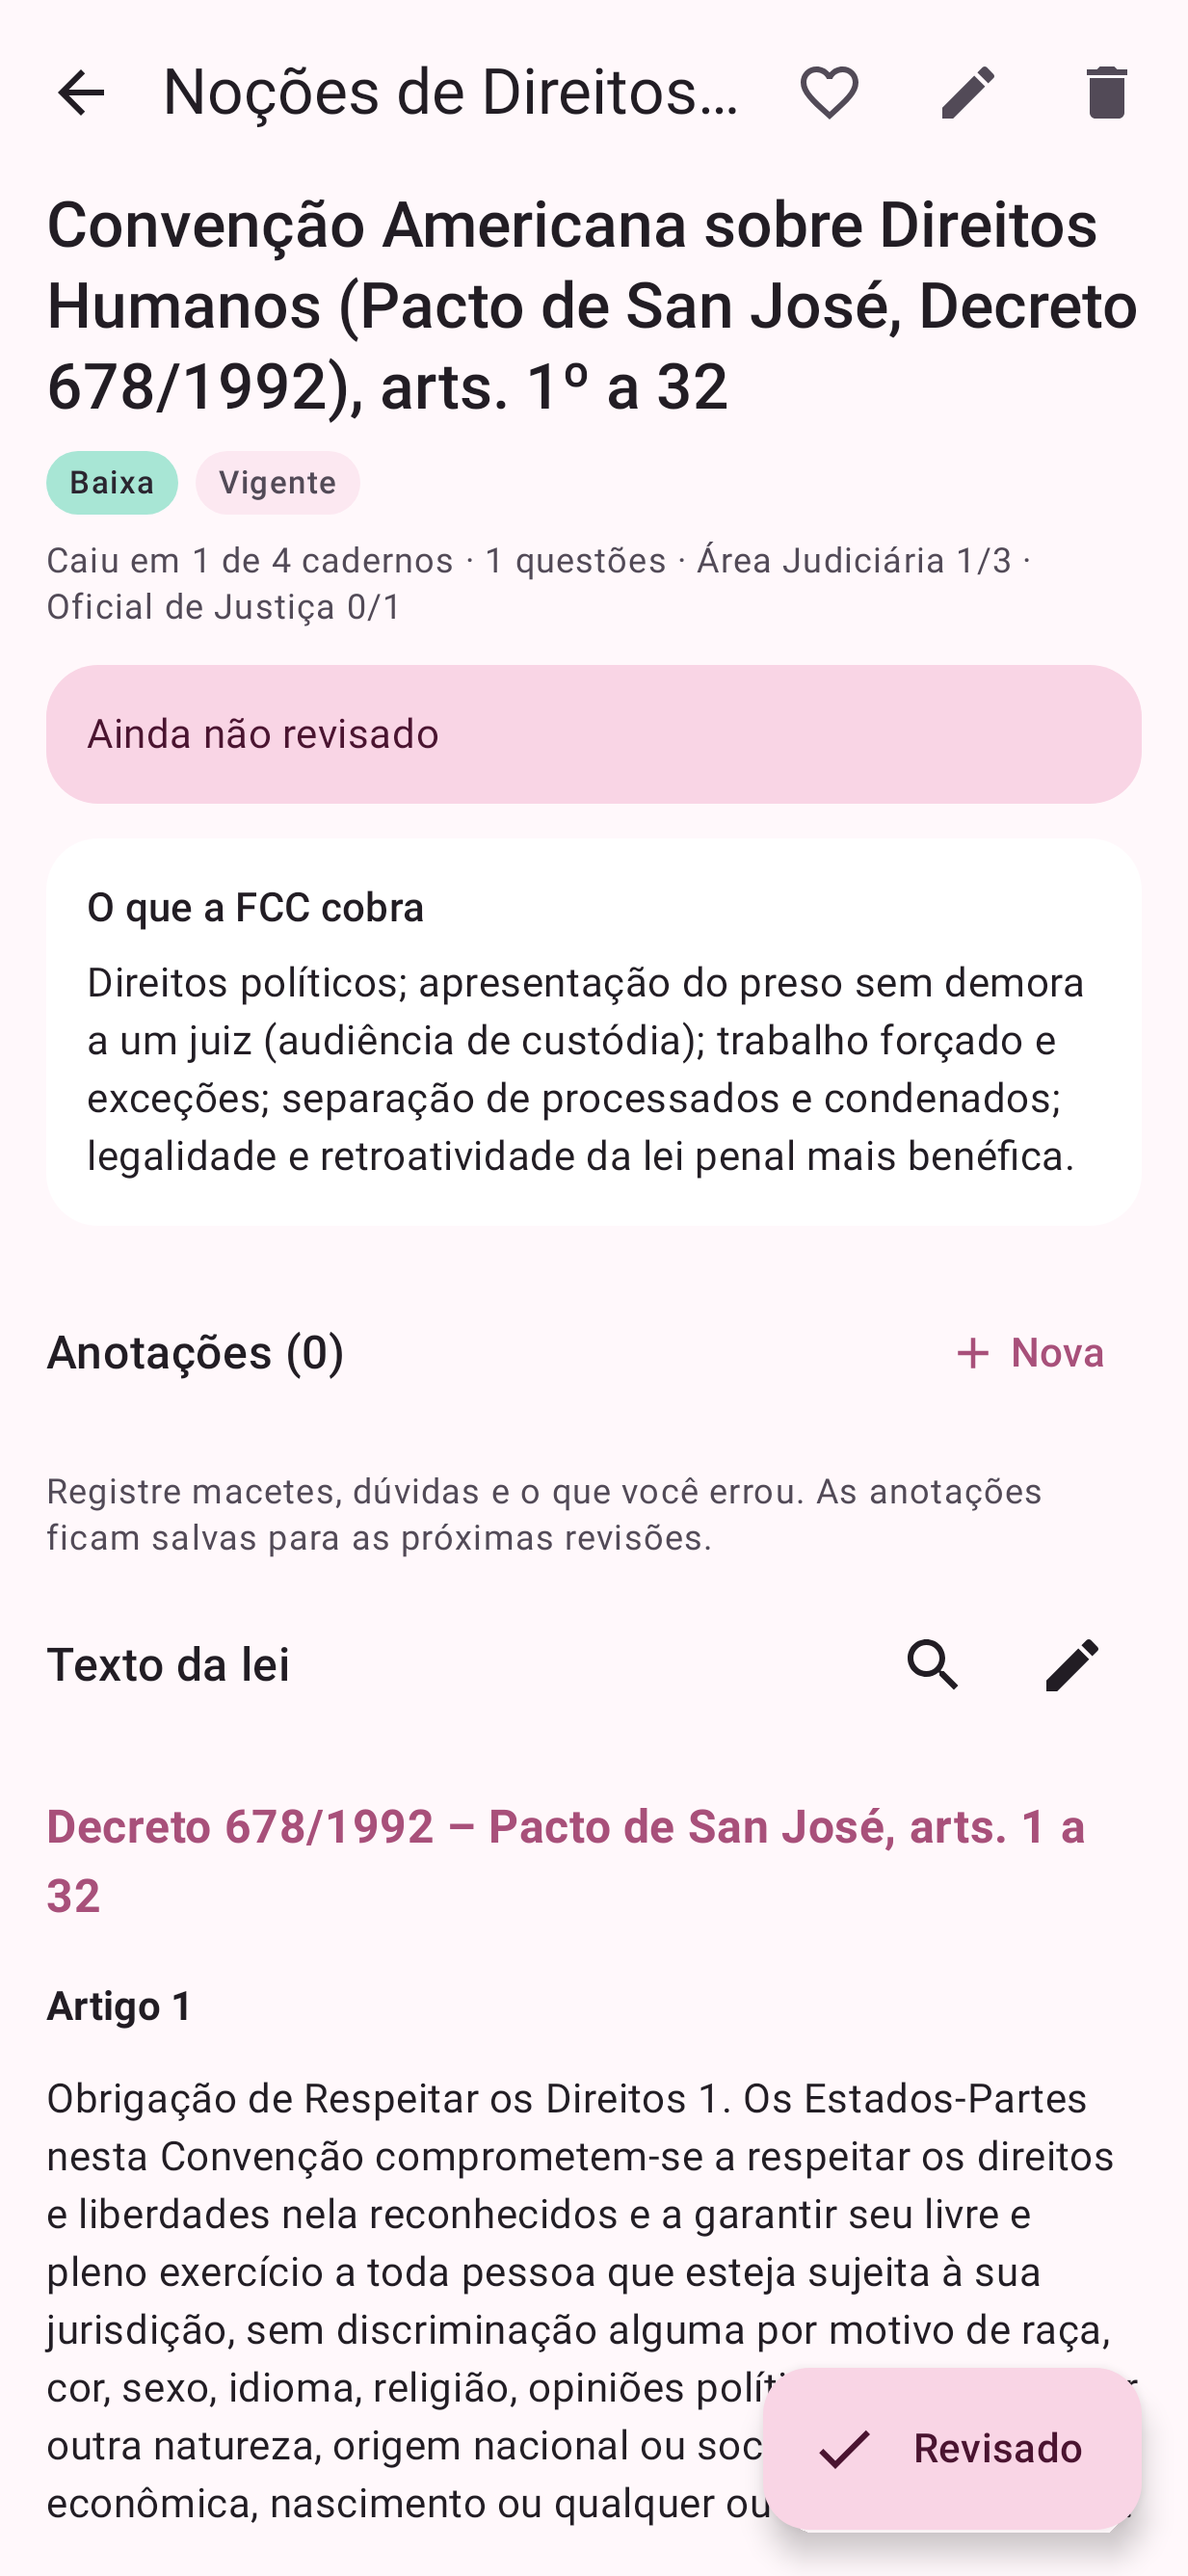 Noções de Direitos...
Convenção Americana sobre Direitos
Humanos (Pacto de San José, Decreto
678/1992), arts. 1º a 32
Baixa
Vigente
Caiu em 1 de 4 cadernos · 1 questões · Área Judiciária 1/3 ·
Oficial de Justiça 0/1
Ainda não revisado
O que a FCC cobra
Direitos políticos; apresentação do preso sem demora
a um juiz (audiência de custódia); trabalho forçado e
exceções; separação de processados e condenados;
legalidade e retroatividade da lei penal mais benéfica.
Anotações (0)
+ Nova
Registre macetes, dúvidas e o que você errou. As anotações
ficam salvas para as próximas revisões.
Texto da lei
Decreto 678/1992 – Pacto de San José, arts. 1 a
32
Artigo 1
Obrigação de Respeitar os Direitos 1. Os Estados-Partes
nesta Convenção comprometem-se a respeitar os direitos
e liberdades nela reconhecidos e a garantir seu livre e
pleno exercício a toda pessoa que esteja sujeita à sua
jurisdição, sem discriminação alguma por motivo de raça,
cor, sexo, idioma, religião, opiniões
outra natureza, origem nacional ou
econômica, nascimento ou qualquer
Revisado